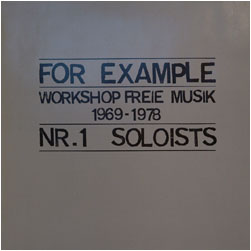 FOR EXAMPLE
WORKSHOP FREIE MUSIK
1969-1978
NR.1 SOLOISTS